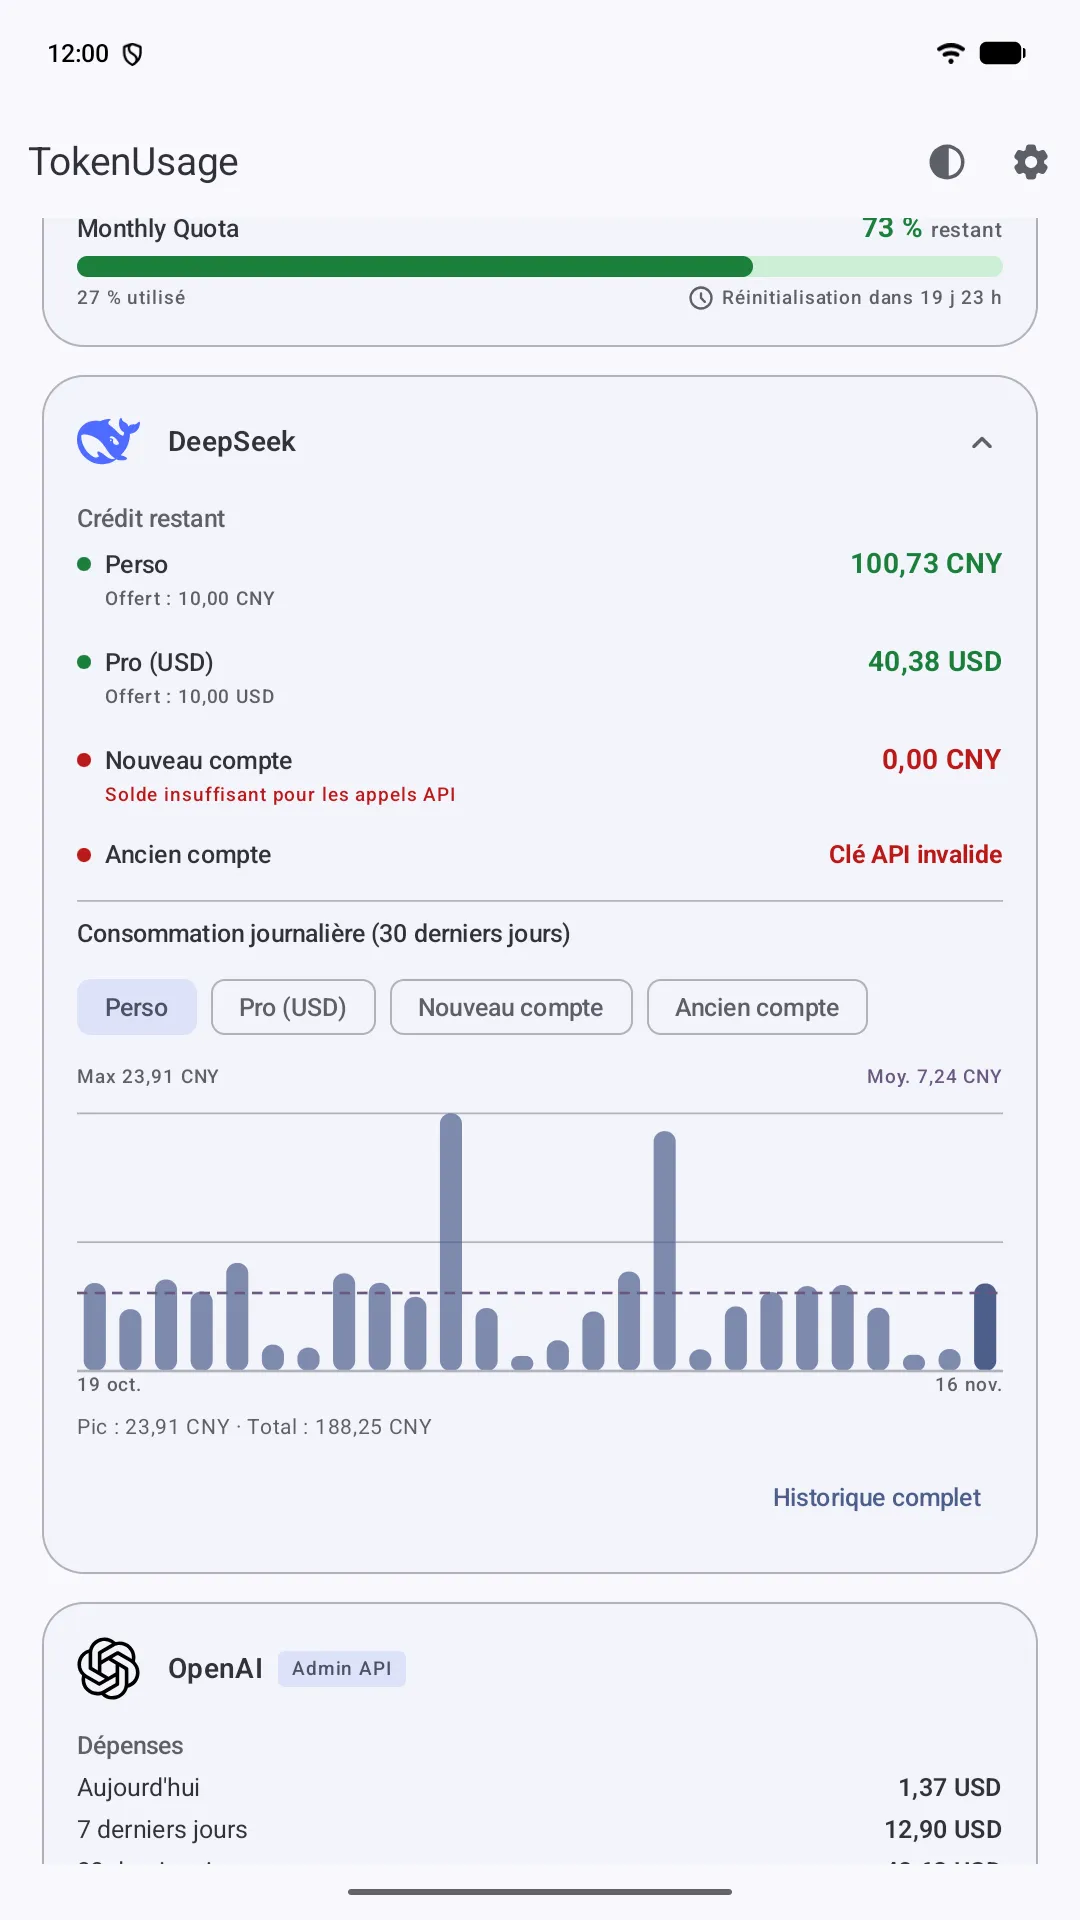 12:00
TokenUsage
Monthly Quota
73 % restant
27 % utilisé
Réinitialisation dans 19 j 23 h
DeepSeek
Crédit restant
Perso
100,73 CNY
Offert : 10,00 CNY
Pro (USD)
40,38 USD
Offert : 10,00 USD
Nouveau compte
0,00 CNY
Solde insuffisant pour les appels API
Ancien compte
Clé API invalide
Consommation journalière (30 derniers jours)
Perso
Pro (USD)
Nouveau compte
Ancien compte
Max 23,91 CNY
Moy. 7,24 CNY
19 oct.
16 nov.
Pic : 23,91 CNY · Total : 188,25 CNY
Historique complet
OpenAI
Admin API
Dépenses
Aujourd'hui
1,37 USD
7 derniers jours
12,90 USD